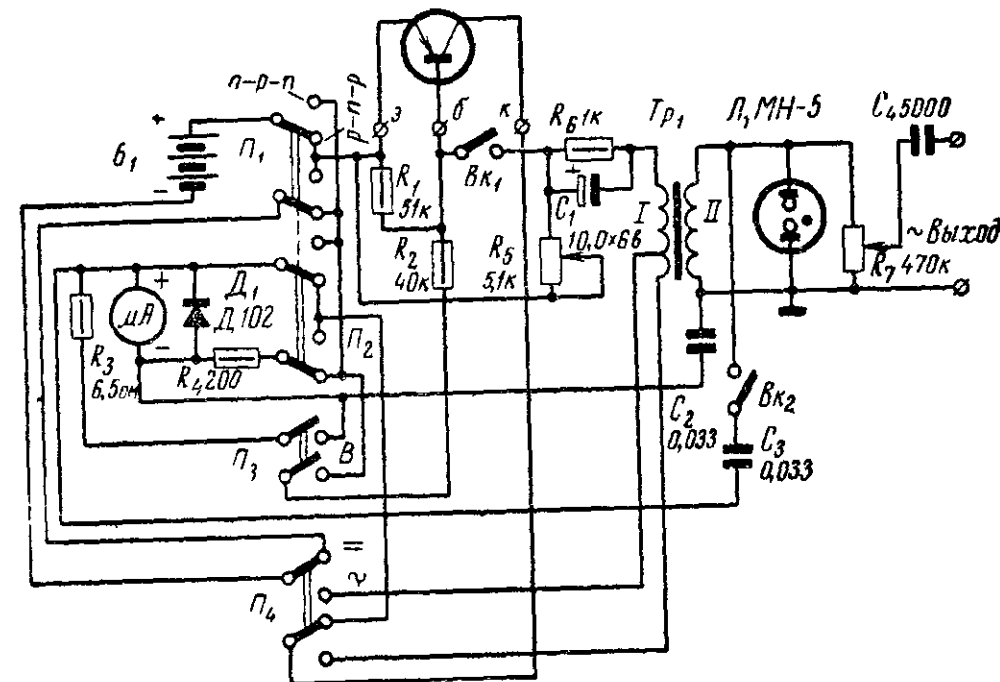 n-p-n
p-n-p
э
б
к
+
Б₁
–
П₁
R₁
51к
Вк₁
R₆ 1к
Тр₁
Л₁ МН-5
C₄ 5000
+
C₁
10,0×6в
I
II
R₂
40к
R₅
5,1к
~ Выход
R₇ 470к
+
μA
–
Д₁
Д102
П₂
R₃
6,5ом
R₄ 200
C₂
0,033
Вк₂
C₃
0,033
П₃
В
=
~
П₄